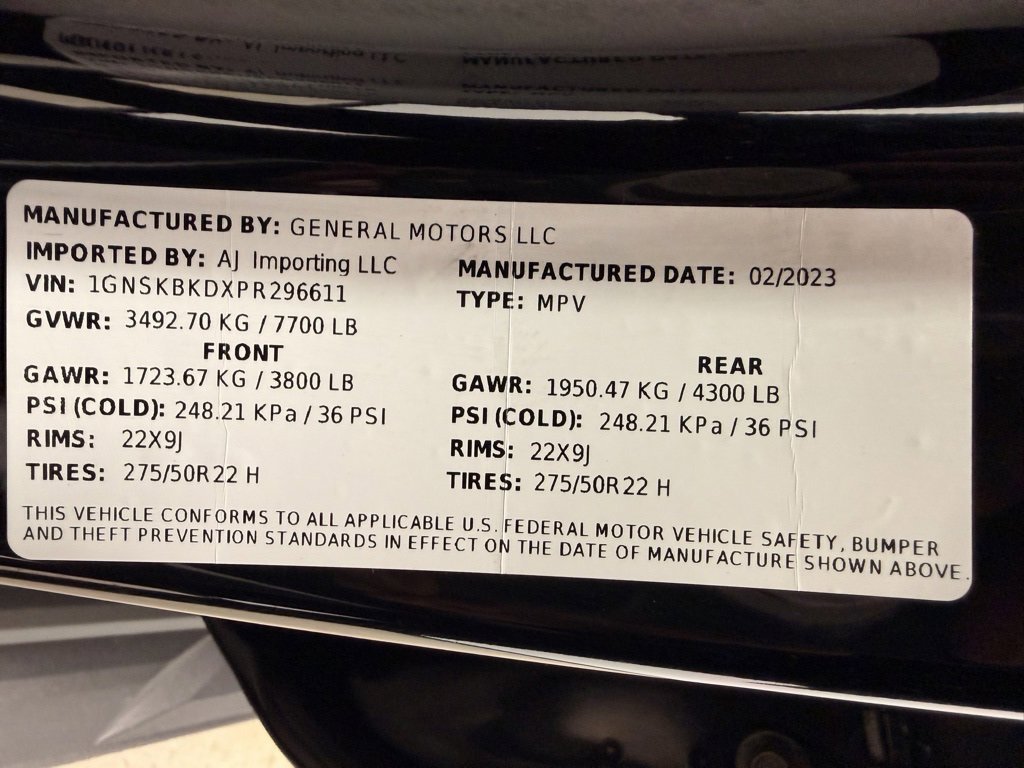 MANUFACTURED BY: GENERAL MOTORS LLC
IMPORTED BY: AJ Importing LLC
MANUFACTURED DATE: 02/2023
VIN: 1GNSKBKDXPR296611
TYPE: MPV
GVWR: 3492.70 KG / 7700 LB
FRONT
REAR
GAWR: 1723.67 KG / 3800 LB
GAWR: 1950.47 KG / 4300 LB
PSI (COLD): 248.21 KPa / 36 PSI
PSI (COLD): 248.21 KPa / 36 PSI
RIMS: 22X9J
RIMS: 22X9J
TIRES: 275/50R22 H
TIRES: 275/50R22 H
THIS VEHICLE CONFORMS TO ALL APPLICABLE U.S. FEDERAL MOTOR VEHICLE SAFETY, BUMPER
AND THEFT PREVENTION STANDARDS IN EFFECT ON THE DATE OF MANUFACTURE SHOWN ABOVE.